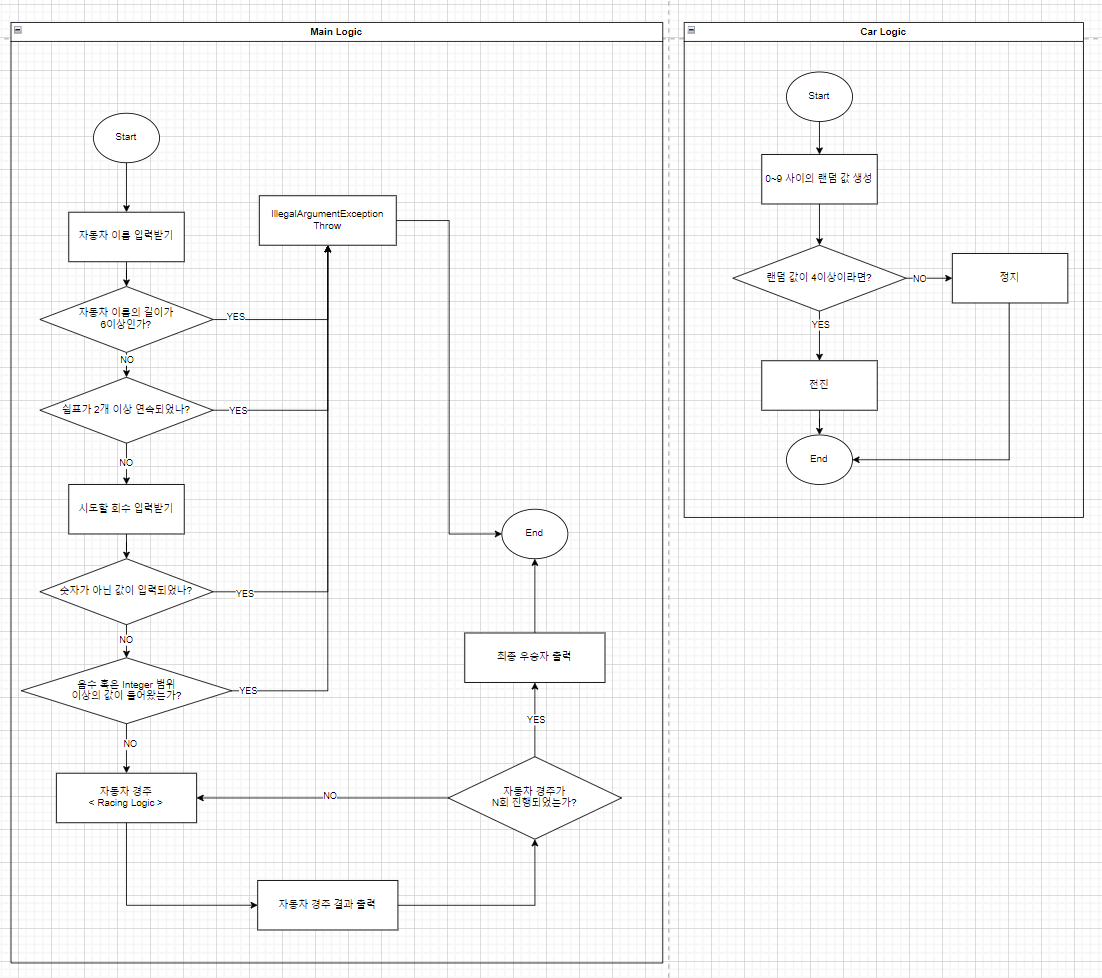 Main Logic
Start
자동차 이름 입력받기
자동차 이름의 길이가
6이상인가?
YES
NO
쉼표가 2개 이상 연속되었나?
YES
NO
시도할 회수 입력받기
숫자가 아닌 값이 입력되었나?
YES
NO
음수 혹은 Integer 범위
이상의 값이 들어왔는가?
YES
NO
자동차 경주
< Racing Logic >
IllegalArgumentException
Throw
End
최종 우승자 출력
YES
자동차 경주가
N회 진행되었는가?
NO
자동차 경주 결과 출력
Car Logic
Start
0~9 사이의 랜덤 값 생성
랜덤 값이 4이상이라면?
NO
정지
YES
전진
End